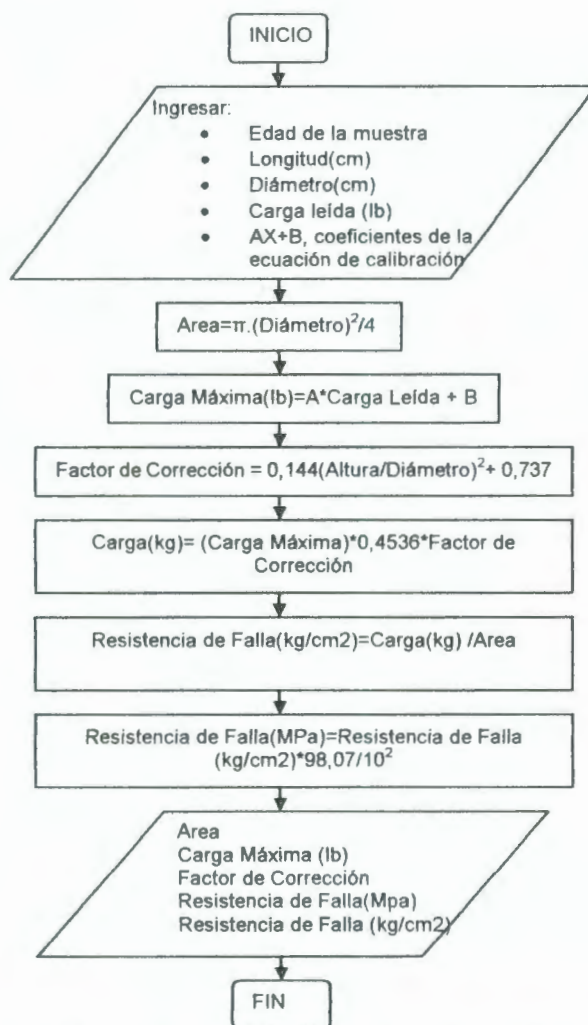 INICIO
Ingresar:
• Edad de la muestra
• Longitud(cm)
• Diámetro(cm)
• Carga leída (lb)
• AX+B, coeficientes de la
ecuación de calibración
Area=π.(Diámetro)²/4
Carga Máxima(lb)=A*Carga Leída + B
Factor de Corrección = 0,144(Altura/Diámetro)²+ 0,737
Carga(kg)= (Carga Máxima)*0,4536*Factor de
Corrección
Resistencia de Falla(kg/cm2)=Carga(kg) /Area
Resistencia de Falla(MPa)=Resistencia de Falla
(kg/cm2)*98,07/10²
Area
Carga Máxima (lb)
Factor de Corrección
Resistencia de Falla(Mpa)
Resistencia de Falla (kg/cm2)
FIN